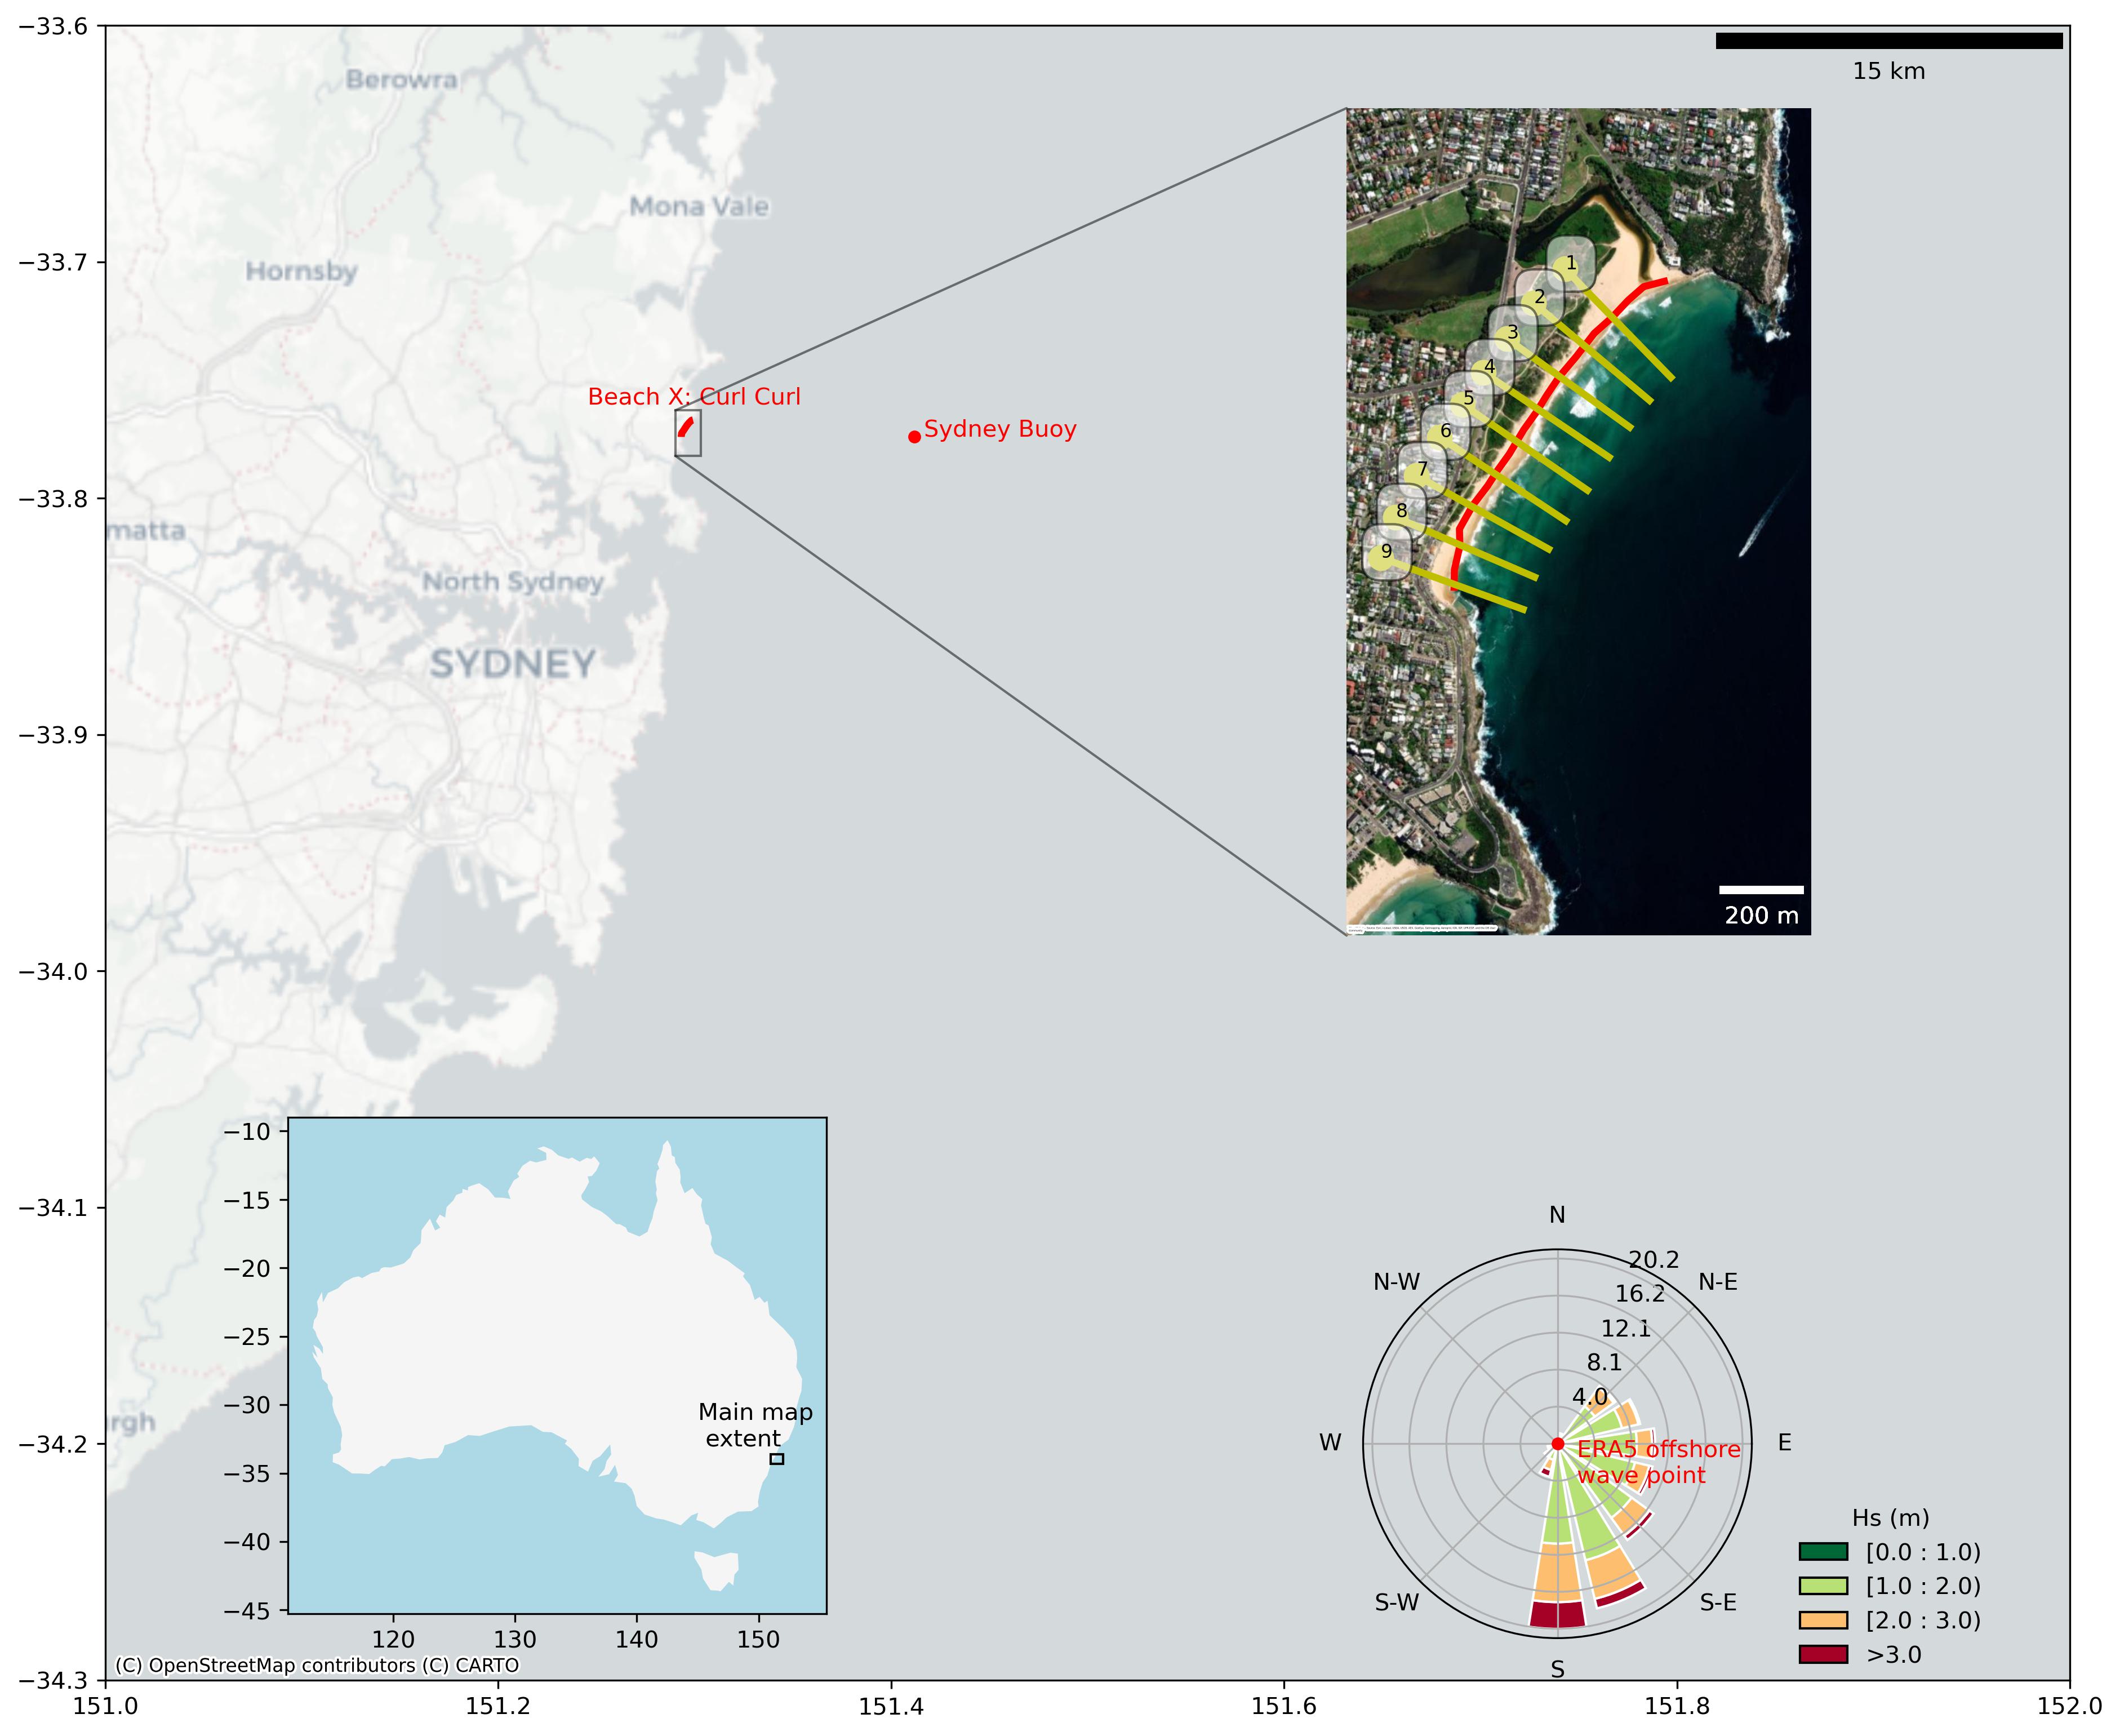 −33.6
−33.7
−33.8
−33.9
−34.0
−34.1
−34.2
−34.3
151.0
151.2
151.4
151.6
151.8
152.0
15 km
Berowra
Mona Vale
Hornsby
Beach X: Curl Curl
Sydney Buoy
matta
North Sydney
SYDNEY
urgh
1
2
3
4
5
6
7
8
9
200 m
−10
−15
−20
−25
−30
−35
−40
−45
120
130
140
150
Main map
extent
(C) OpenStreetMap contributors (C) CARTO
N
N-W
N-E
W
E
S-W
S-E
S
20.2
16.2
12.1
8.1
4.0
ERA5 offshore
wave point
Hs (m)
[0.0 : 1.0)
[1.0 : 2.0)
[2.0 : 3.0)
>3.0